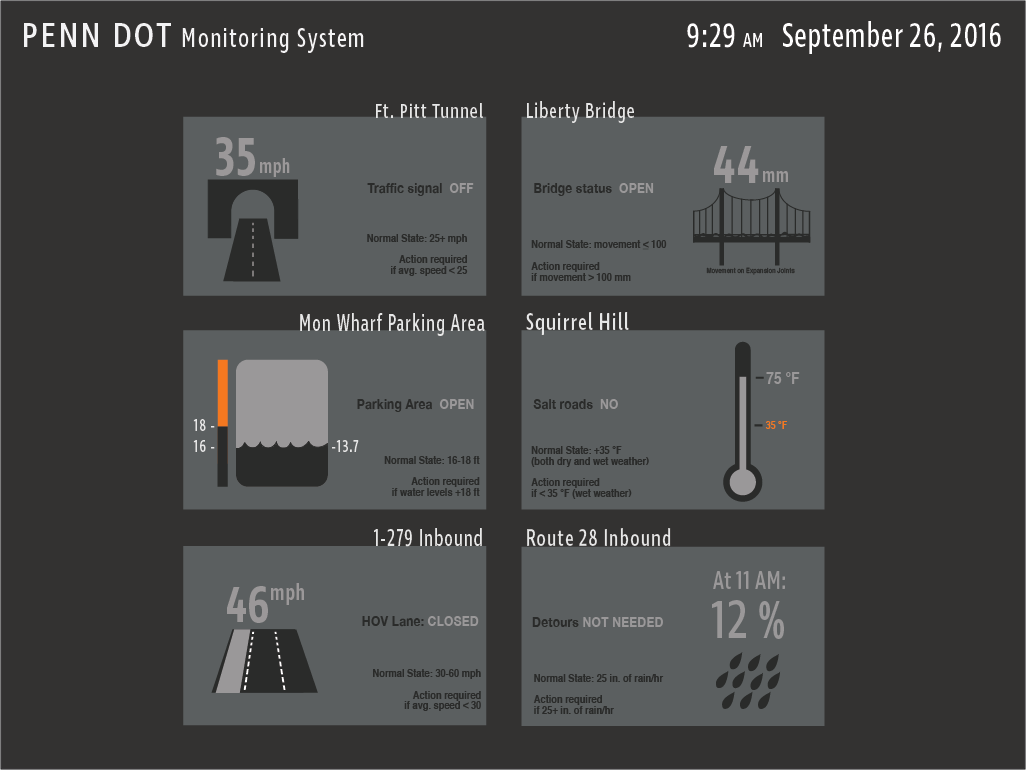 PENN DOT Monitoring System
9:29 AM September 26, 2016
Ft. Pitt Tunnel
35 mph
Traffic signal OFF
Normal State: 25+ mph
Action required
if avg. speed < 25
Liberty Bridge
44 mm
Bridge status OPEN
Normal State: movement ≤ 100
Action required
if movement > 100 mm
Movement on Expansion Joints
Mon Wharf Parking Area
Parking Area OPEN
18 -
16 -
-13.7
Normal State: 16-18 ft
Action required
if water levels +18 ft
Squirrel Hill
75 °F
Salt roads NO
35 °F
Normal State: +35 °F
(both dry and wet weather)
Action required
if < 35 °F (wet weather)
1-279 Inbound
46 mph
HOV Lane: CLOSED
Normal State: 30-60 mph
Action required
if avg. speed < 30
Route 28 Inbound
At 11 AM:
12 %
Detours NOT NEEDED
Normal State: 25 in. of rain/hr
Action required
if 25+ in. of rain/hr